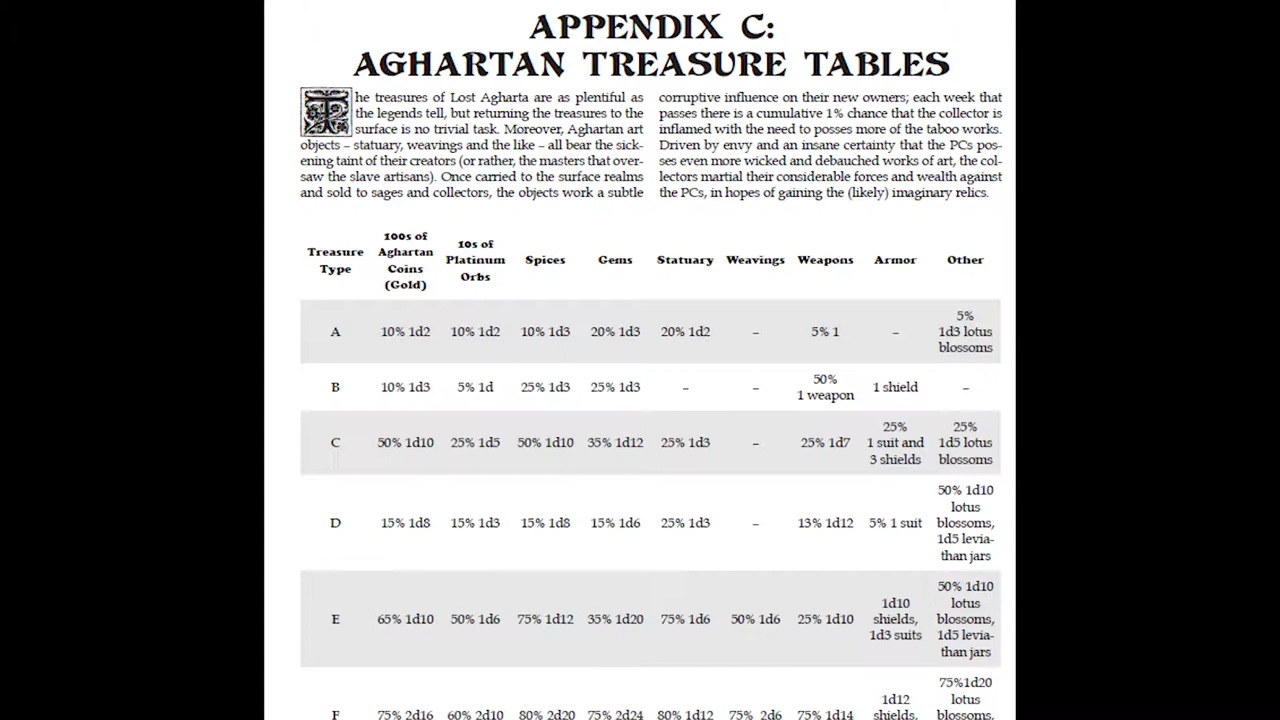 APPENDIX C:
AGHARTAN TREASURE TABLES
The treasures of Lost Agharta are as plentiful as
the legends tell, but returning the treasures to the
surface is no trivial task. Moreover, Aghartan art
objects – statuary, weavings and the like – all bear the sick-
ening taint of their creators (or rather, the masters that over-
saw the slave artisans). Once carried to the surface realms
and sold to sages and collectors, the objects work a subtle
corruptive influence on their new owners; each week that
passes there is a cumulative 1% chance that the collector is
inflamed with the need to posses more of the taboo works.
Driven by envy and an insane certainty that the PCs pos-
ses even more wicked and debauched works of art, the col-
lectors martial their considerable forces and wealth against
the PCs, in hopes of gaining the (likely) imaginary relics.
Treasure Type 100s of Aghartan Coins (Gold) 10s of Platinum Orbs Spices Gems Statuary Weavings Weapons Armor Other
A 10% 1d2 10% 1d2 10% 1d3 20% 1d3 20% 1d2 – 5% 1 – 5% 1d3 lotus blossoms
B 10% 1d3 5% 1d 25% 1d3 25% 1d3 – – 50% 1 weapon 1 shield –
C 50% 1d10 25% 1d5 50% 1d10 35% 1d12 25% 1d3 – 25% 1d7 25% 1 suit and 3 shields 25% 1d5 lotus blossoms
D 15% 1d8 15% 1d3 15% 1d8 15% 1d6 25% 1d3 – 13% 1d12 5% 1 suit 50% 1d10 lotus blossoms, 1d5 levia-than jars
E 65% 1d10 50% 1d6 75% 1d12 35% 1d20 75% 1d6 50% 1d6 25% 1d10 1d10 shields, 1d3 suits 50% 1d10 lotus blossoms, 1d5 levia-than jars
F 75% 2d16 60% 2d10 80% 2d20 75% 2d24 80% 1d12 75% 2d6 75% 1d14 1d12 shields, 75%1d20 lotus blossoms,